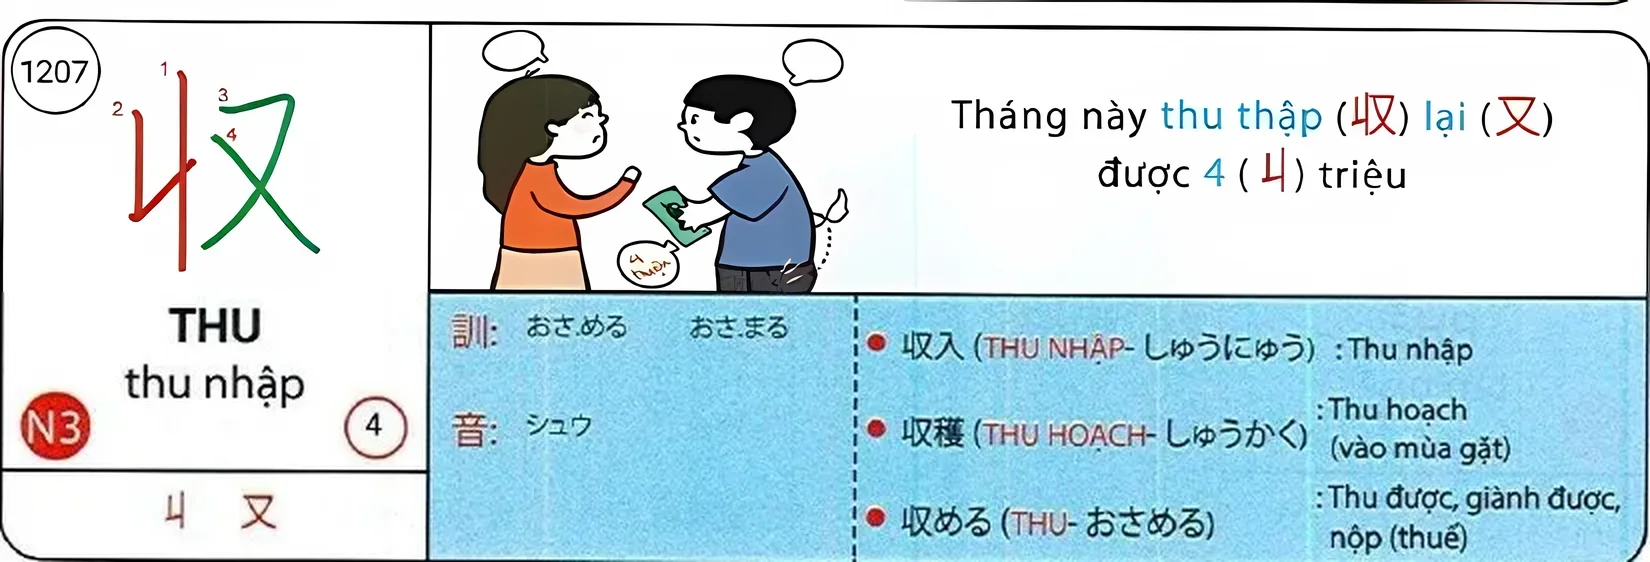 1207
1
2
3
4
収
THU
thu nhập
N3
4
丩 又
Tháng này thu thập (収) lại (又)
được 4 (丩) triệu
4
訓: おさ.める おさ.まる
音: シュウ
収入 (THU NHẬP- しゅうにゅう) : Thu nhập
収穫 (THU HOẠCH- しゅうかく) : Thu hoạch
(vào mùa gặt)
収める (THU- おさめる) : Thu được, giành được,
nộp (thuế)